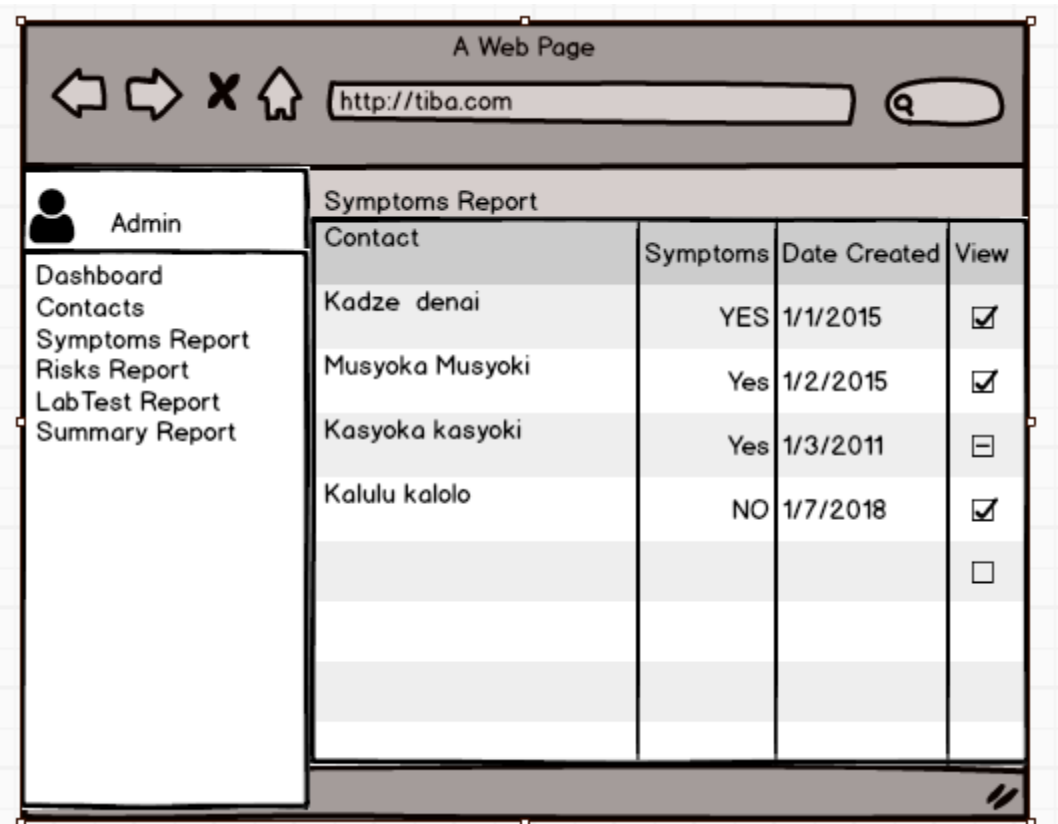 A Web Page
http://tiba.com
Admin
Dashboard
Contacts
Symptoms Report
Risks Report
LabTest Report
Summary Report
Symptoms Report
Contact Symptoms Date Created View
Kadze denai YES 1/1/2015
Musyoka Musyoki Yes 1/2/2015
Kasyoka kasyoki Yes 1/3/2011
Kalulu kalolo NO 1/7/2018